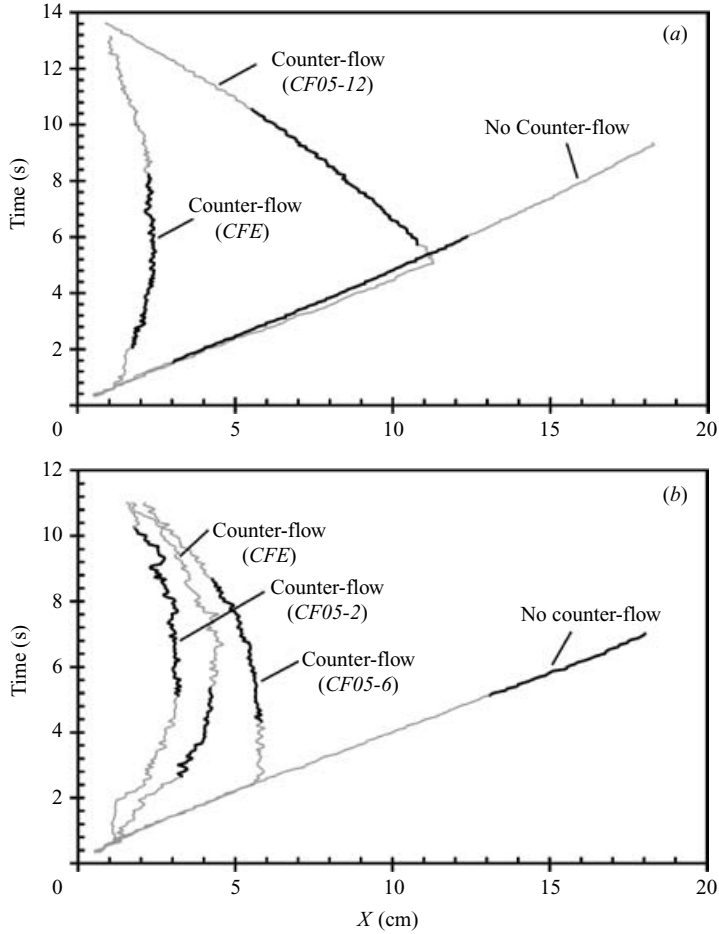 14
12
10
8
6
4
2
0
5
10
15
20
Time (s)
(a)
Counter-flow
(CF05-12)
No Counter-flow
Counter-flow
(CFE)
12
10
8
6
4
2
0
5
10
15
20
Time (s)
X (cm)
(b)
Counter-flow
(CFE)
Counter-flow
(CF05-2)
Counter-flow
(CF05-6)
No counter-flow